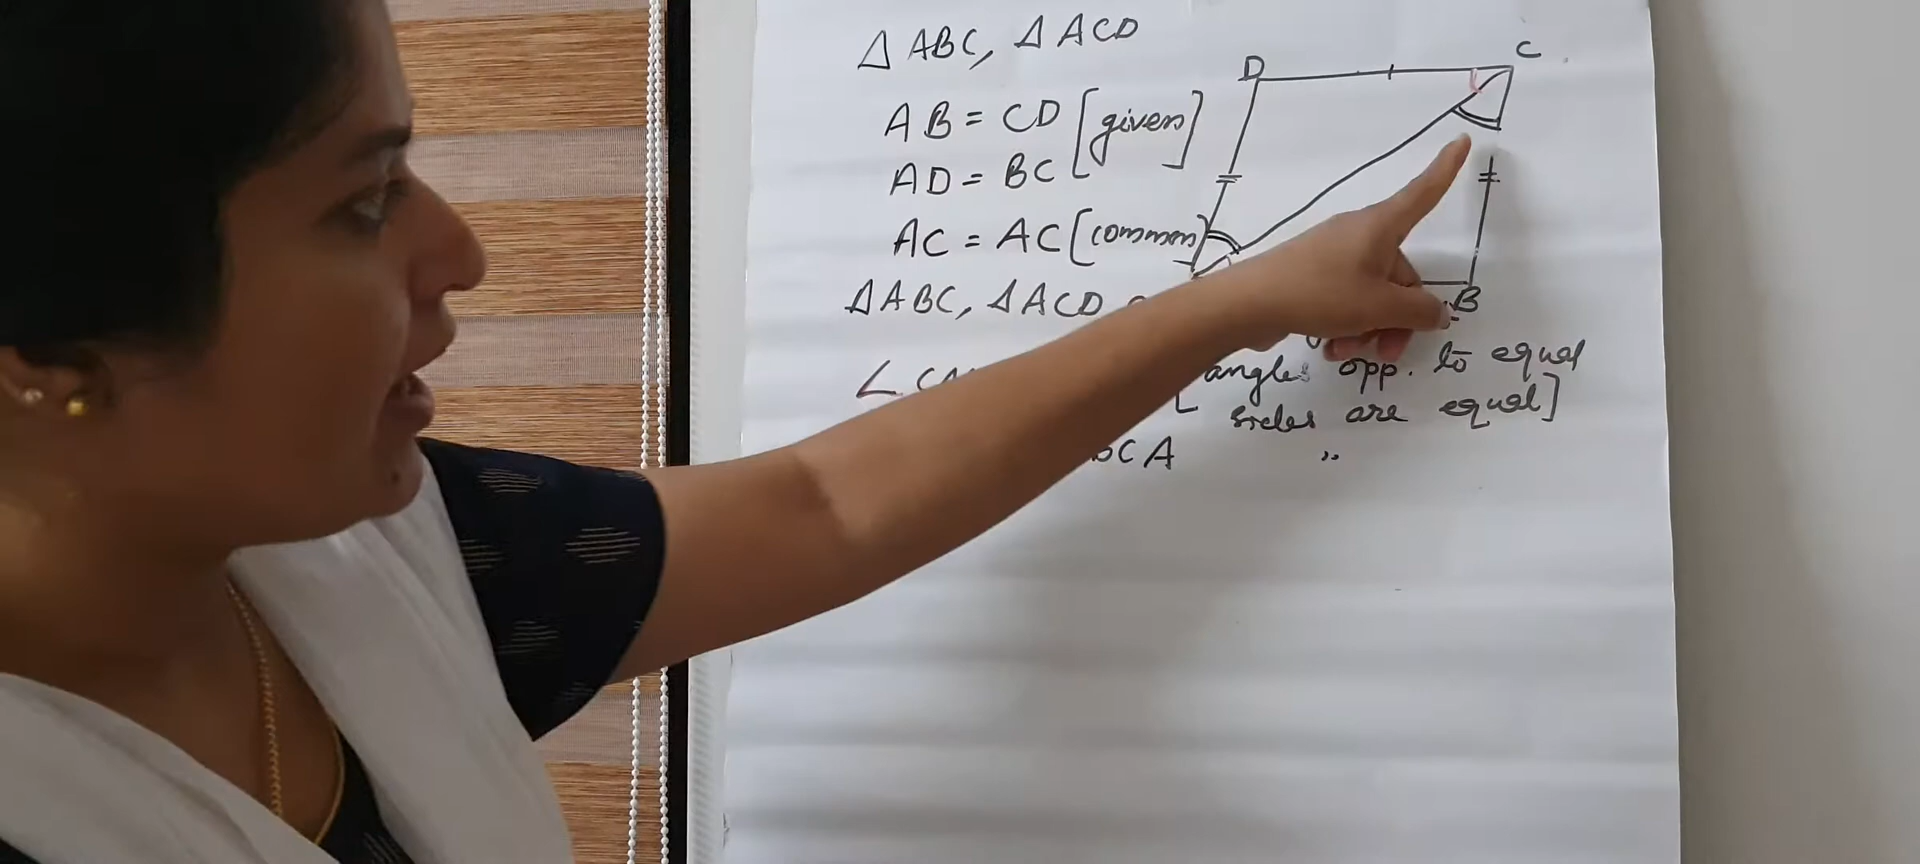 △ ABC, △ ACD
AB = CD [given]
AD = BC
AC = AC [common]
△ABC, △ACD
∠ CA
[angles opp. to equal
sides are equal]
BCA ,,
D C
B